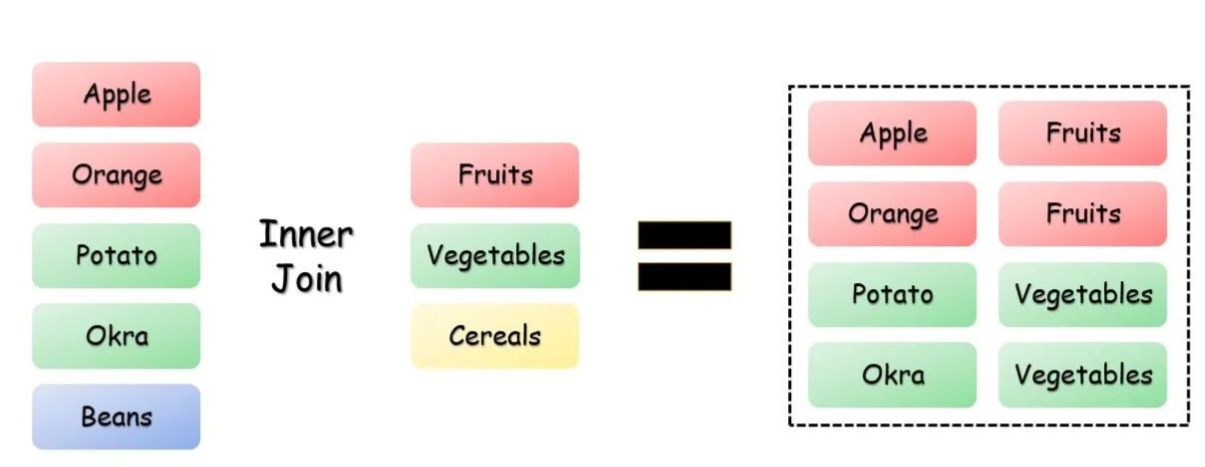 Apple
Orange
Potato
Okra
Beans
Inner
Join
Fruits
Vegetables
Cereals
Apple Fruits
Orange Fruits
Potato Vegetables
Okra Vegetables